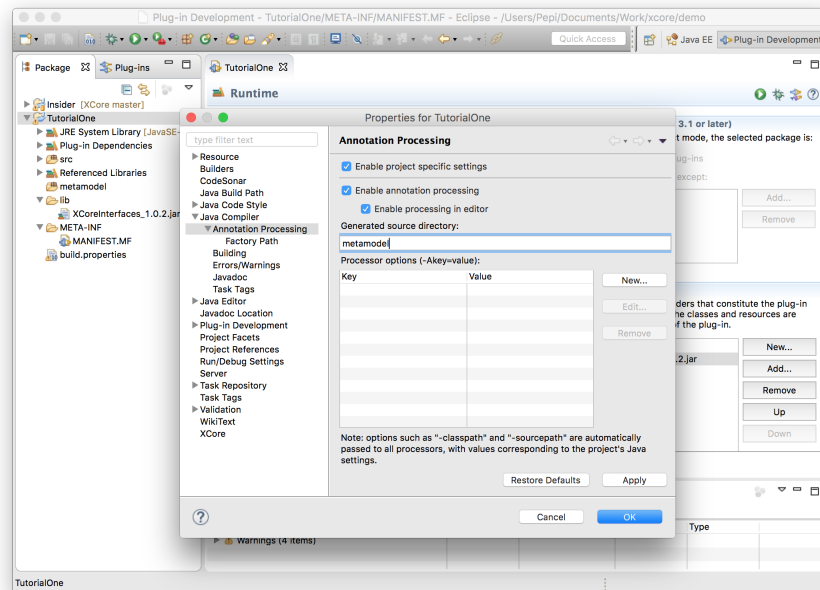 Plug-in Development - TutorialOne/META-INF/MANIFEST.MF - Eclipse - /Users/Pepi/Documents/Work/xcore/demo
Quick Access
Java EE
Plug-in Development
Package
Plug-ins
TutorialOne
Insider [XCore master]
TutorialOne
JRE System Library [JavaSE-
Plug-in Dependencies
src
Referenced Libraries
metamodel
lib
XCoreInterfaces_1.0.2.jar
META-INF
MANIFEST.MF
build.properties
Runtime
Properties for TutorialOne
type filter text
Resource
Builders
CodeSonar
Java Build Path
Java Code Style
Java Compiler
Annotation Processing
Factory Path
Building
Errors/Warnings
Javadoc
Task Tags
Java Editor
Javadoc Location
Plug-in Development
Project Facets
Project References
Run/Debug Settings
Server
Task Repository
Task Tags
Validation
WikiText
XCore
Annotation Processing
Enable project specific settings
Enable annotation processing
Enable processing in editor
Generated source directory:
metamodel
Processor options (-Akey=value):
Key Value
New...
Edit...
Remove
Note: options such as "-classpath" and "-sourcepath" are automatically
passed to all processors, with values corresponding to the project's Java
settings.
Restore Defaults
Apply
Cancel
OK
3.1 or later)
t mode, the selected package is:
ug-ins
except:
Add...
Remove
ders that constitute the plug-in
he classes and resources are
of the plug-in.
.2.jar
New...
Add...
Remove
Up
Down
Type
Warnings (4 items)
TutorialOne